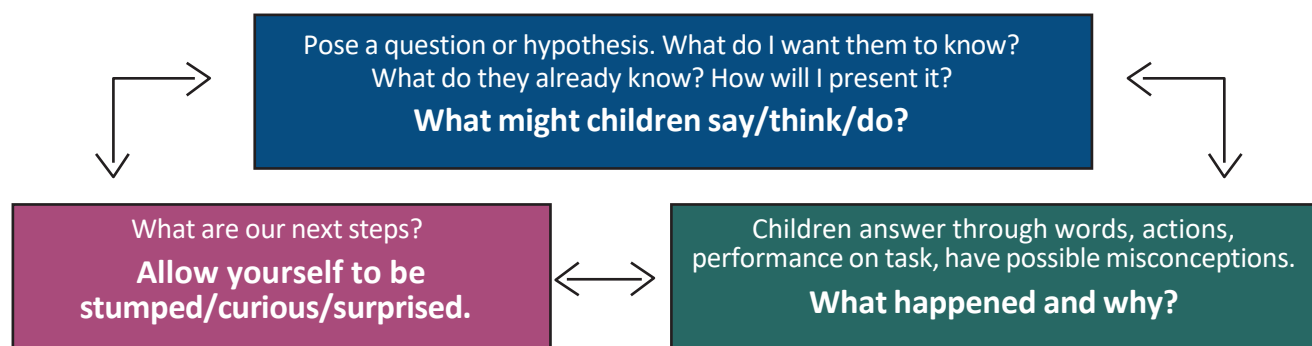 Pose a question or hypothesis. What do I want them to know?
What do they already know? How will I present it?
What might children say/think/do?
What are our next steps?
Allow yourself to be
stumped/curious/surprised.
Children answer through words, actions,
performance on task, have possible misconceptions.
What happened and why?